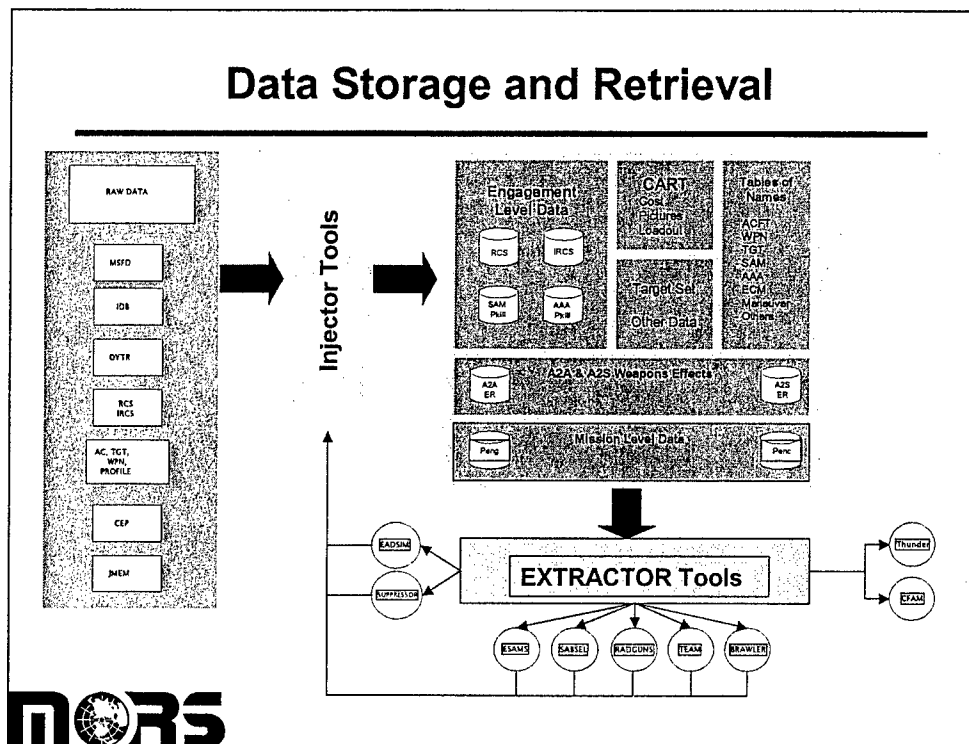 Data Storage and Retrieval
RAW DATA
MSFD
IDB
DYTR
RCS
IRCS
AC, TGT,
WPN,
PROFILE
CEP
JMEM
Injector Tools
Engagement
Level Data
RCS
IRCS
SAM
Pkill
AAA
Pkill
CART
Cost
Pictures
Loadout
Target Set
Other Data
Tables of
Names
ACFT
WPN
TGT
SAM
AAA
ECM
Maneuver
Others
A2A & A2S Weapons Effects
A2A
ER
A2S
ER
Mission Level Data
Peng
Penc
EXTRACTOR Tools
EADSIM
SUPPRESSOR
ESAMS
SABSEL
RADGUNS
TEAM
BRAWLER
Thunder
CFAM
MORS